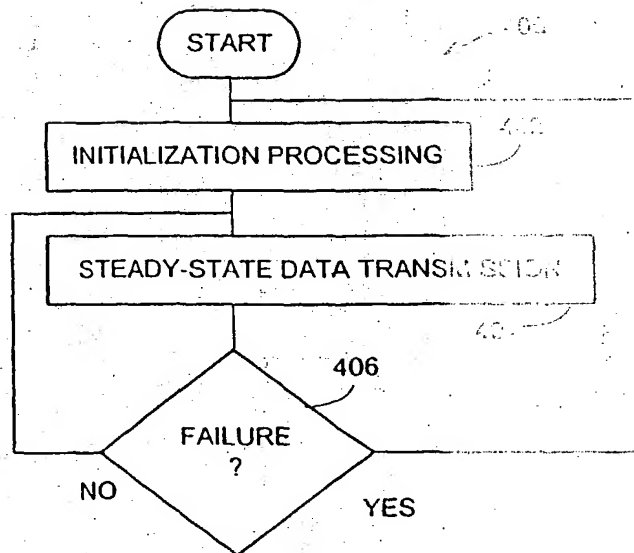 START
INITIALIZATION PROCESSING
STEADY-STATE DATA TRANSMISSION
406
FAILURE
?
NO
YES